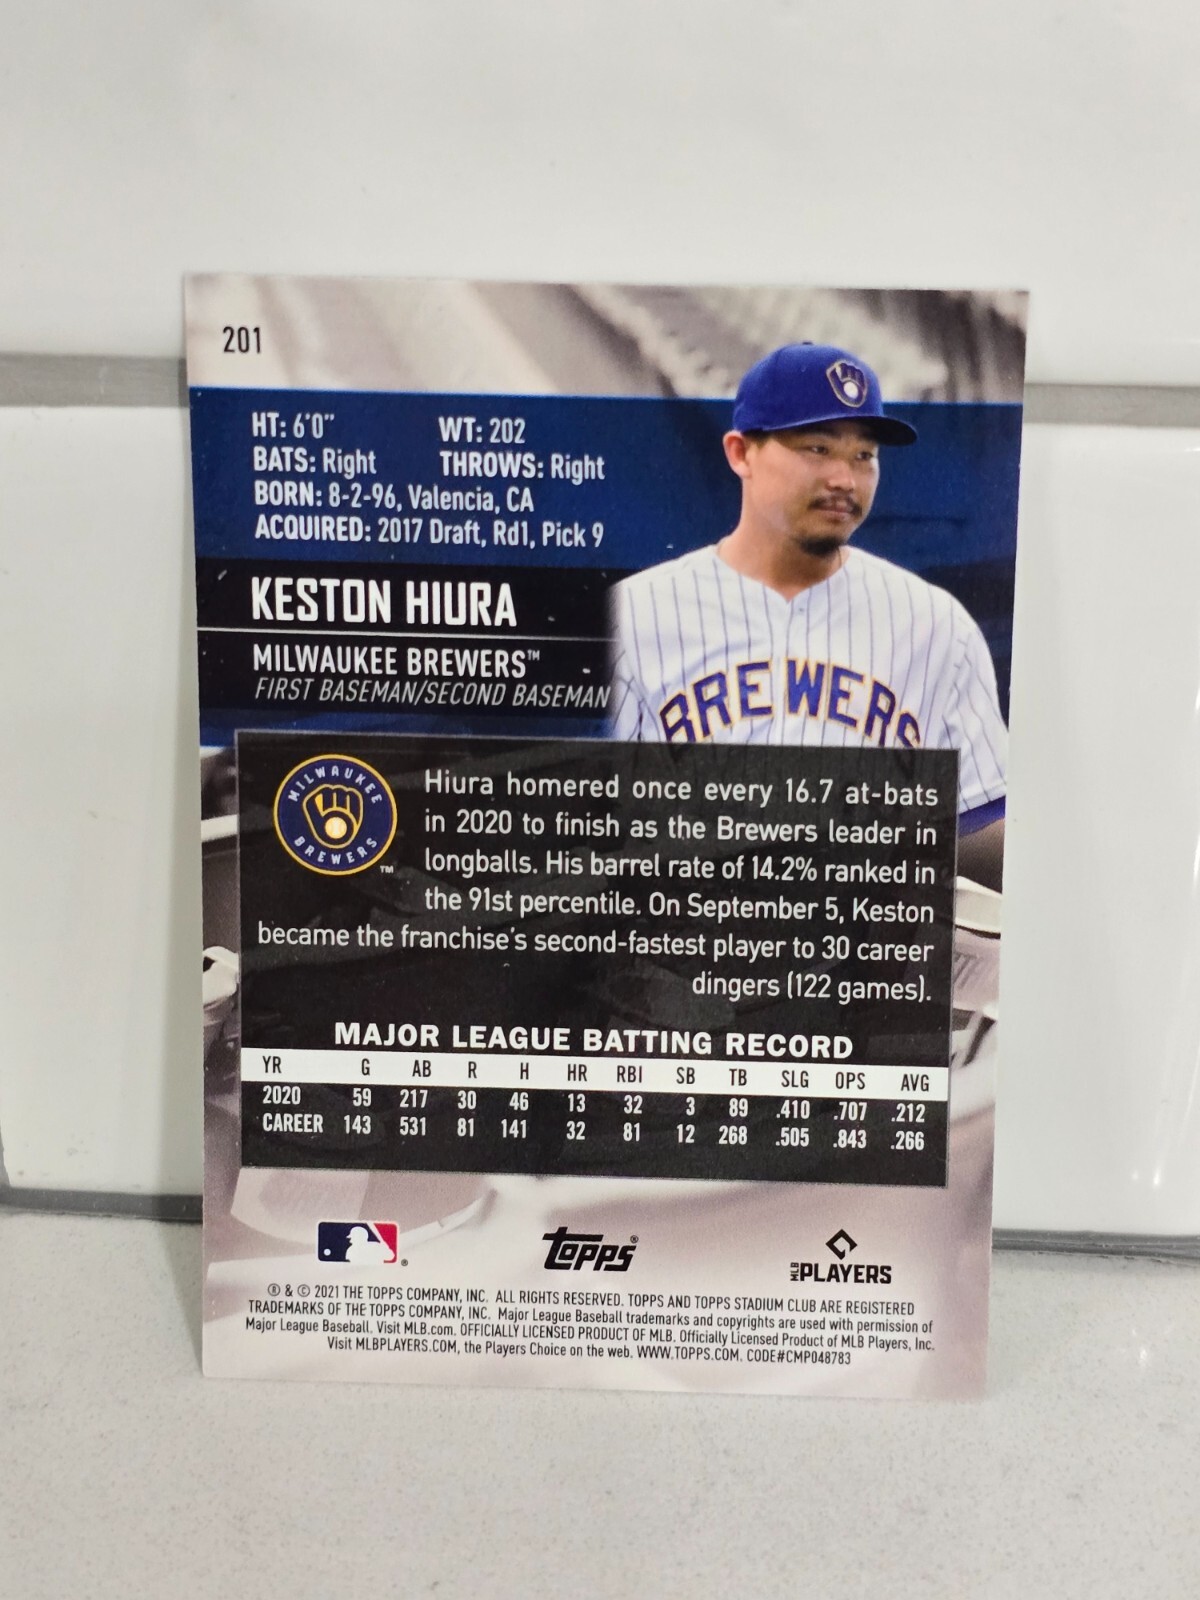 201
HT: 6'0" WT: 202
BATS: Right THROWS: Right
BORN: 8-2-96, Valencia, CA
ACQUIRED: 2017 Draft, Rd1, Pick 9
KESTON HIURA
MILWAUKEE BREWERS™
FIRST BASEMAN/SECOND BASEMAN
BREWERS
MILWAUKEE
BREWERS
™
Hiura homered once every 16.7 at-bats
in 2020 to finish as the Brewers leader in
longballs. His barrel rate of 14.2% ranked in
the 91st percentile. On September 5, Keston
became the franchise's second-fastest player to 30 career
dingers (122 games).
MAJOR LEAGUE BATTING RECORD
YR G AB R H HR RBI SB TB SLG OPS AVG
2020 59 217 30 46 13 32 3 89 .410 .707 .212
CAREER 143 531 81 141 32 81 12 268 .505 .843 .266
®
topps®
MLB PLAYERS
® & © 2021 THE TOPPS COMPANY, INC. ALL RIGHTS RESERVED. TOPPS AND TOPPS STADIUM CLUB ARE REGISTERED
TRADEMARKS OF THE TOPPS COMPANY, INC. Major League Baseball trademarks and copyrights are used with permission of
Major League Baseball. Visit MLB.com. OFFICIALLY LICENSED PRODUCT OF MLB. Officially Licensed Product of MLB Players, Inc.
Visit MLBPLAYERS.COM, the Players Choice on the web. WWW.TOPPS.COM. CODE#CMP048783